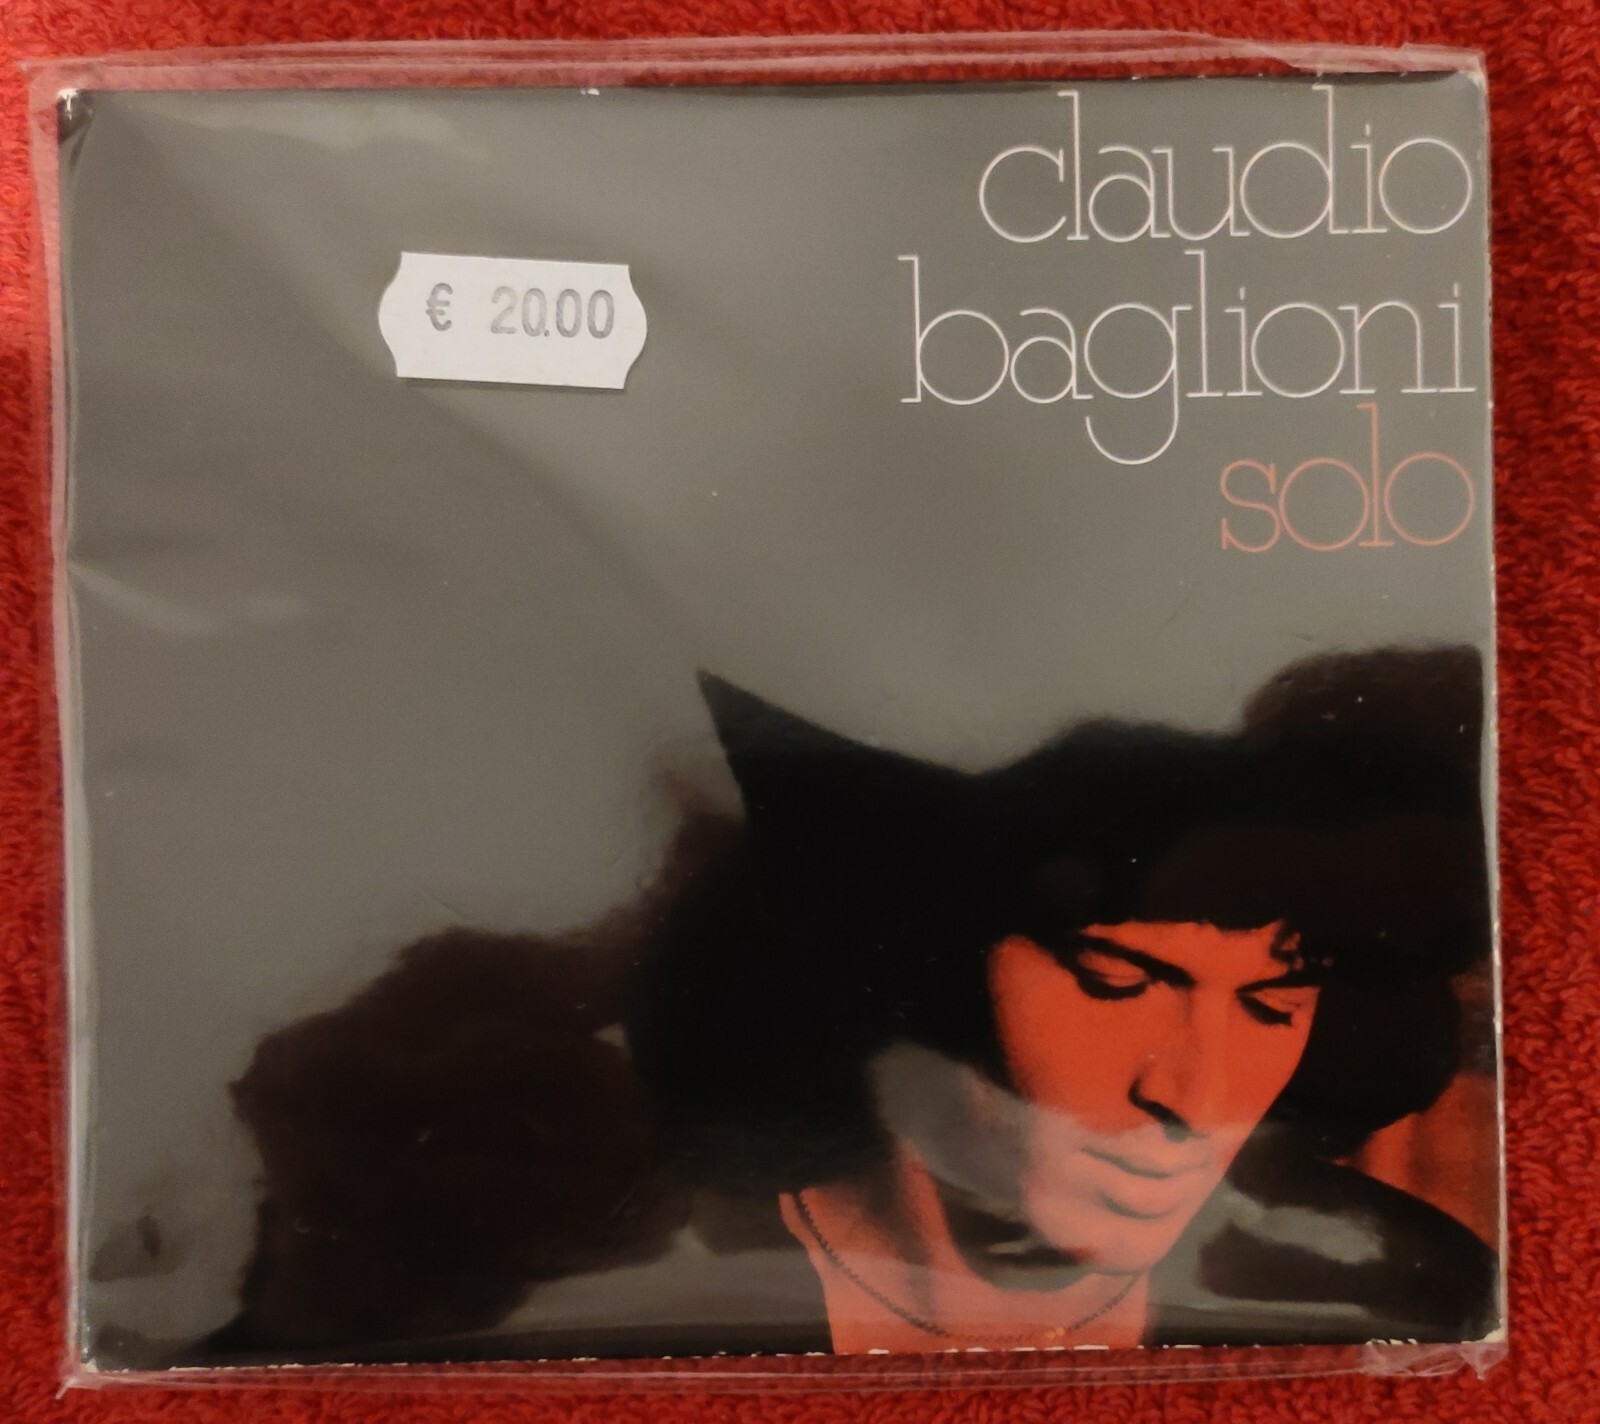 claudio
baglioni
solo
€ 20.00